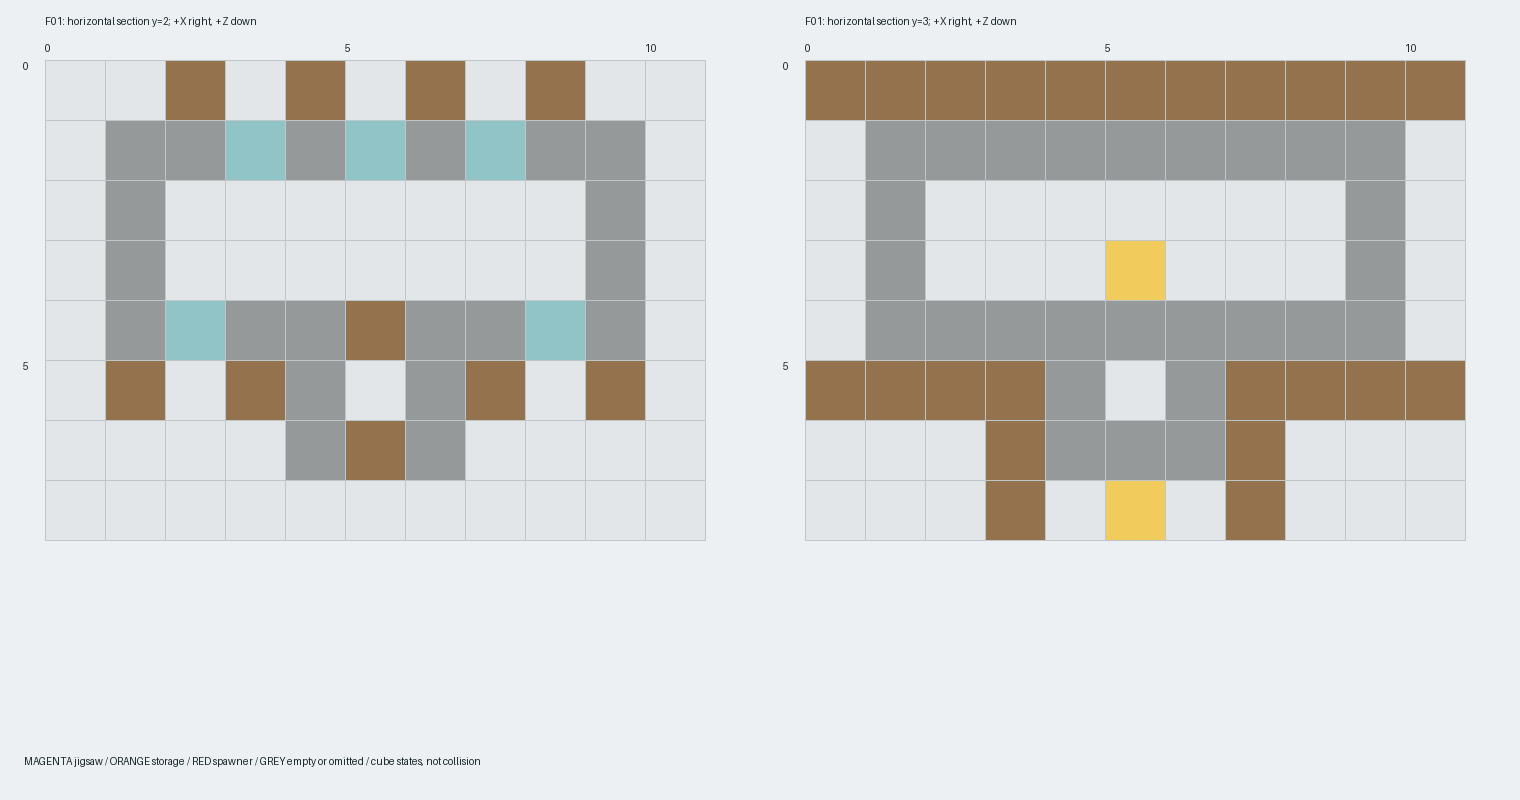 F01: horizontal section y=2; +X right, +Z down
F01: horizontal section y=3; +X right, +Z down
0 5 10
0 5 10
0
0
5
5
MAGENTA jigsaw / ORANGE storage / RED spawner / GREY empty or omitted / cube states, not collision